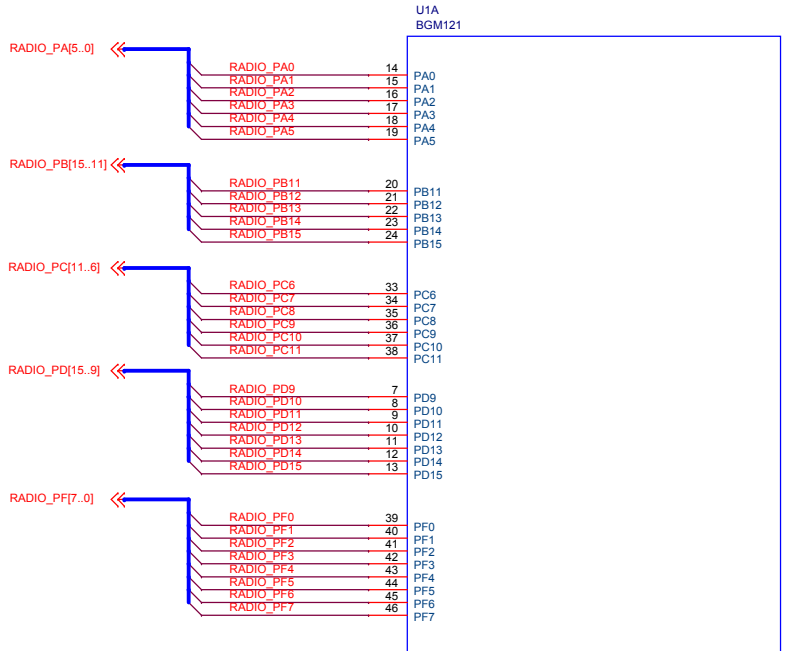 U1A
BGM121
RADIO_PA[5..0]
RADIO_PA0 14 PA0
RADIO_PA1 15 PA1
RADIO_PA2 16 PA2
RADIO_PA3 17 PA3
RADIO_PA4 18 PA4
RADIO_PA5 19 PA5
RADIO_PB[15..11]
RADIO_PB11 20 PB11
RADIO_PB12 21 PB12
RADIO_PB13 22 PB13
RADIO_PB14 23 PB14
RADIO_PB15 24 PB15
RADIO_PC[11..6]
RADIO_PC6 33 PC6
RADIO_PC7 34 PC7
RADIO_PC8 35 PC8
RADIO_PC9 36 PC9
RADIO_PC10 37 PC10
RADIO_PC11 38 PC11
RADIO_PD[15..9]
RADIO_PD9 7 PD9
RADIO_PD10 8 PD10
RADIO_PD11 9 PD11
RADIO_PD12 10 PD12
RADIO_PD13 11 PD13
RADIO_PD14 12 PD14
RADIO_PD15 13 PD15
RADIO_PF[7..0]
RADIO_PF0 39 PF0
RADIO_PF1 40 PF1
RADIO_PF2 41 PF2
RADIO_PF3 42 PF3
RADIO_PF4 43 PF4
RADIO_PF5 44 PF5
RADIO_PF6 45 PF6
RADIO_PF7 46 PF7